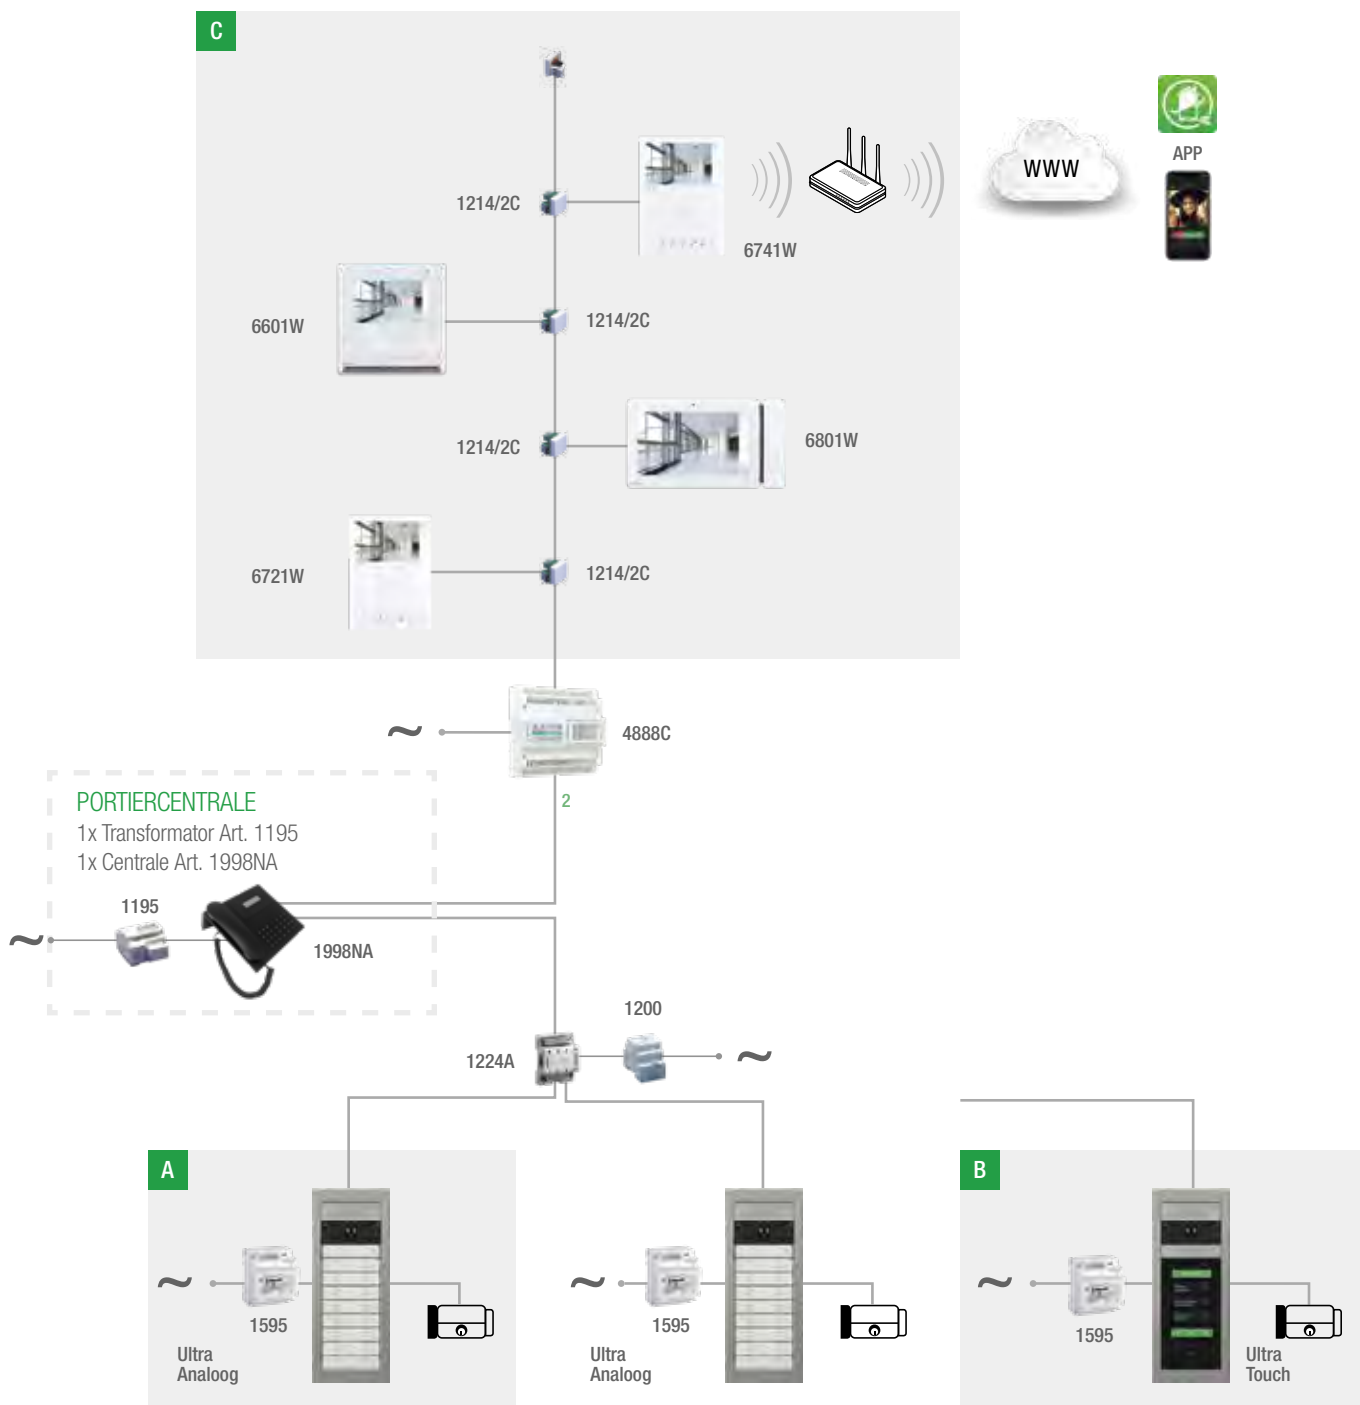 C
APP
WWW
1214/2C
6741W
6601W
1214/2C
1214/2C
6801W
6721W
1214/2C
4888C
2
PORTIERCENTRALE
1x Transformator Art. 1195
1x Centrale Art. 1998NA
1195
1998NA
1200
1224A
A
B
1595
1595
1595
Ultra
Analoog
Ultra
Analoog
Ultra
Touch